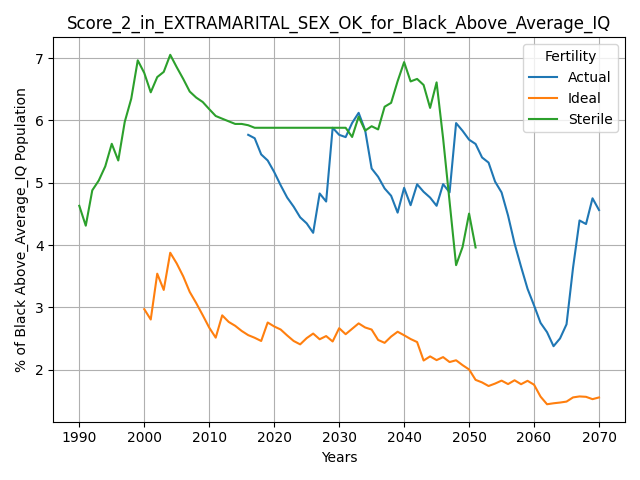 Score_2_in_EXTRAMARITAL_SEX_OK_for_Black_Above_Average_IQ
% of Black Above_Average_IQ Population
7
6
5
4
3
2
Fertility
Actual
Ideal
Sterile
1990 2000 2010 2020 2030 2040 2050 2060 2070
Years